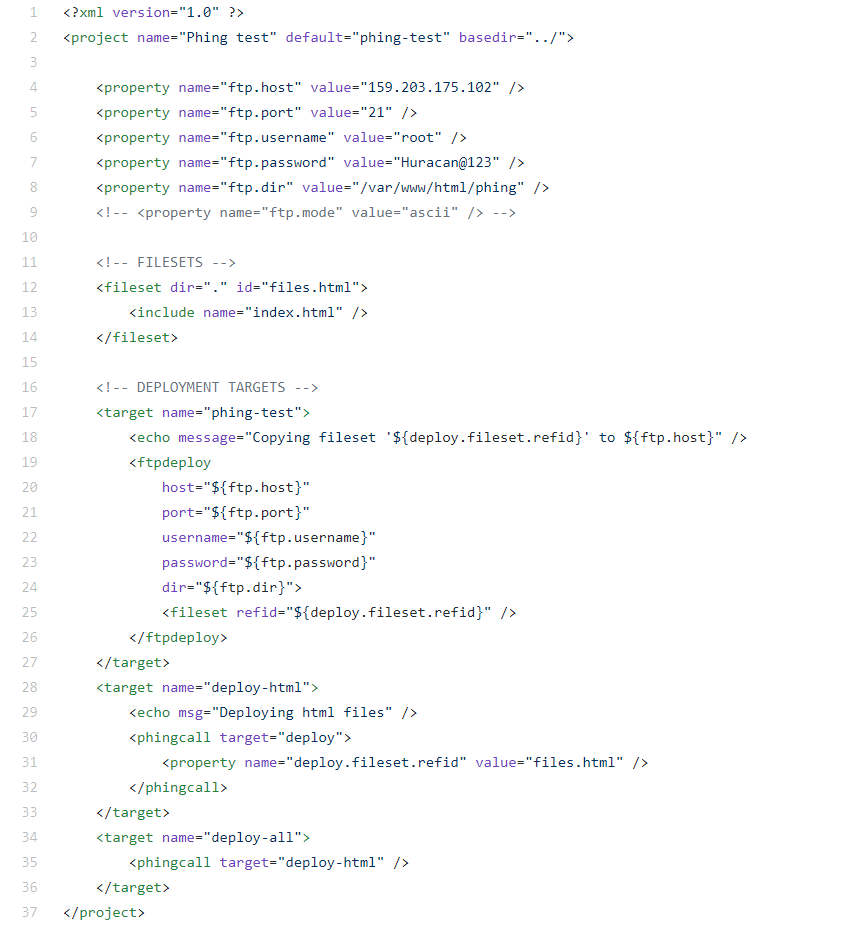 1 <?xml version="1.0" ?>
2 <project name="Phing test" default="phing-test" basedir="../">
3
4 <property name="ftp.host" value="159.203.175.102" />
5 <property name="ftp.port" value="21" />
6 <property name="ftp.username" value="root" />
7 <property name="ftp.password" value="Huracan@123" />
8 <property name="ftp.dir" value="/var/www/html/phing" />
9 <!-- <property name="ftp.mode" value="ascii" /> -->
10
11 <!-- FILESETS -->
12 <fileset dir="." id="files.html">
13 <include name="index.html" />
14 </fileset>
15
16 <!-- DEPLOYMENT TARGETS -->
17 <target name="phing-test">
18 <echo message="Copying fileset '${deploy.fileset.refid}' to ${ftp.host}" />
19 <ftpdeploy
20 host="${ftp.host}"
21 port="${ftp.port}"
22 username="${ftp.username}"
23 password="${ftp.password}"
24 dir="${ftp.dir}">
25 <fileset refid="${deploy.fileset.refid}" />
26 </ftpdeploy>
27 </target>
28 <target name="deploy-html">
29 <echo msg="Deploying html files" />
30 <phingcall target="deploy">
31 <property name="deploy.fileset.refid" value="files.html" />
32 </phingcall>
33 </target>
34 <target name="deploy-all">
35 <phingcall target="deploy-html" />
36 </target>
37 </project>